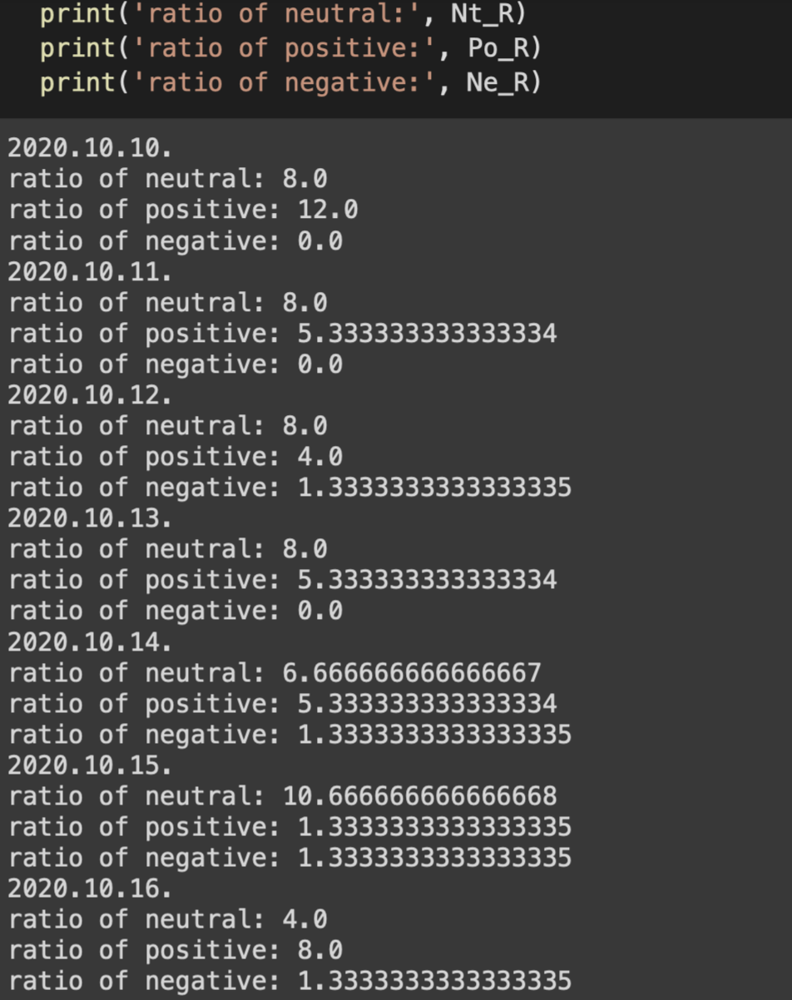 print('ratio of neutral:', Nt_R)
print('ratio of positive:', Po_R)
print('ratio of negative:', Ne_R)
2020.10.10.
ratio of neutral: 8.0
ratio of positive: 12.0
ratio of negative: 0.0
2020.10.11.
ratio of neutral: 8.0
ratio of positive: 5.333333333333334
ratio of negative: 0.0
2020.10.12.
ratio of neutral: 8.0
ratio of positive: 4.0
ratio of negative: 1.3333333333333335
2020.10.13.
ratio of neutral: 8.0
ratio of positive: 5.333333333333334
ratio of negative: 0.0
2020.10.14.
ratio of neutral: 6.666666666666667
ratio of positive: 5.333333333333334
ratio of negative: 1.3333333333333335
2020.10.15.
ratio of neutral: 10.666666666666668
ratio of positive: 1.3333333333333335
ratio of negative: 1.3333333333333335
2020.10.16.
ratio of neutral: 4.0
ratio of positive: 8.0
ratio of negative: 1.3333333333333335